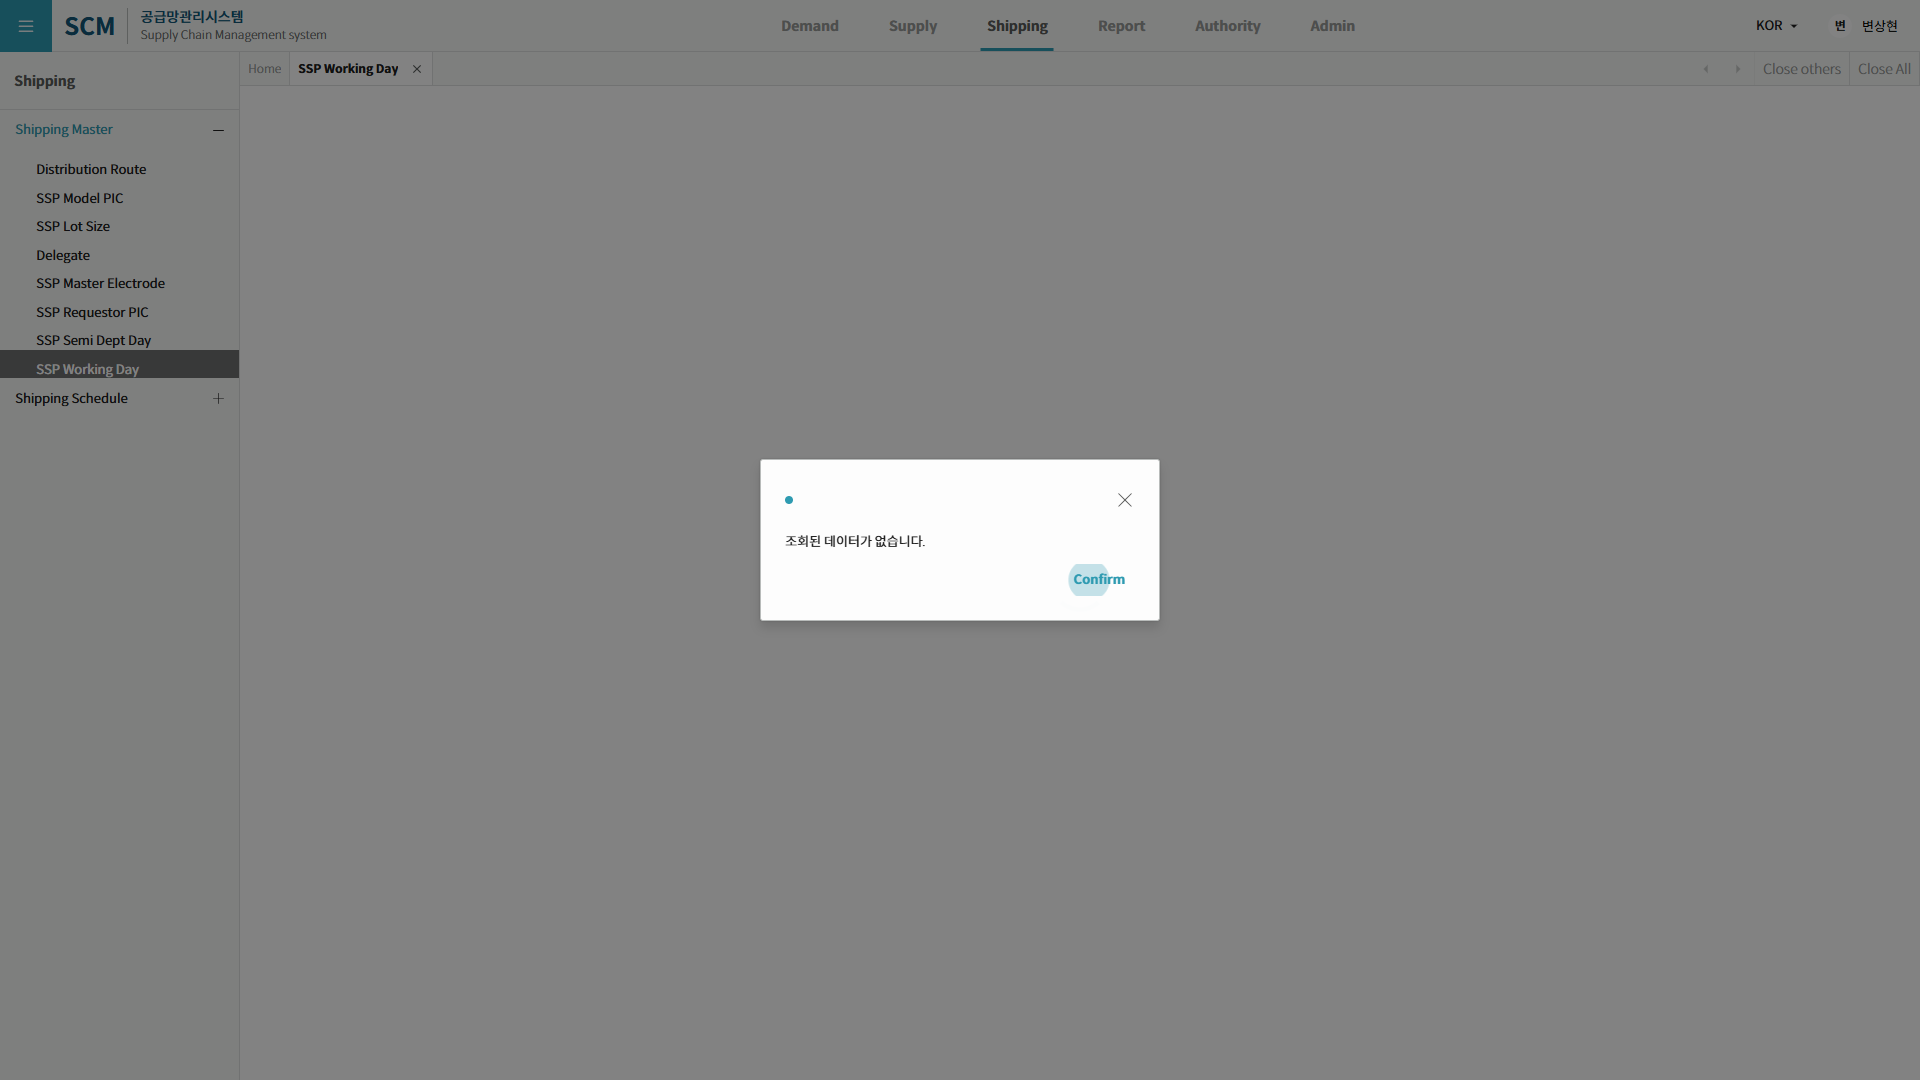 SCM
공급망관리시스템
Supply Chain Management system
Demand
Supply
Shipping
Report
Authority
Admin
KOR
변
변상현
Shipping
Home
SSP Working Day
Close others
Close All
Shipping Master
Distribution Route
SSP Model PIC
SSP Lot Size
Delegate
SSP Master Electrode
SSP Requestor PIC
SSP Semi Dept Day
SSP Working Day
Shipping Schedule
조회된 데이터가 없습니다.
Confirm